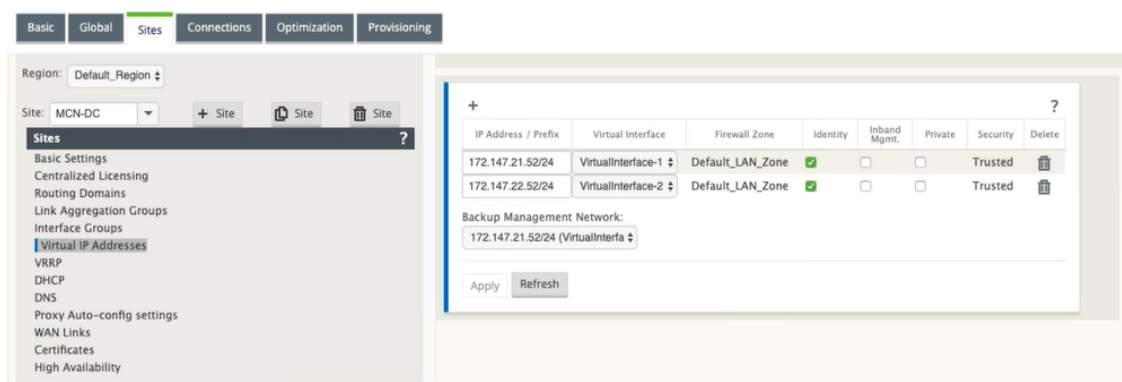 Basic Global Sites Connections Optimization Provisioning
Region: Default_Region
Site: MCN-DC + Site Site Site
Sites ?
Basic Settings
Centralized Licensing
Routing Domains
Link Aggregation Groups
Interface Groups
Virtual IP Addresses
VRRP
DHCP
DNS
Proxy Auto-config settings
WAN Links
Certificates
High Availability
+ ?
IP Address / Prefix Virtual Interface Firewall Zone Identity Inband Mgmt. Private Security Delete
172.147.21.52/24 VirtualInterface-1 Default_LAN_Zone Trusted
172.147.22.52/24 VirtualInterface-2 Default_LAN_Zone Trusted
Backup Management Network:
172.147.21.52/24 (VirtualInterfa
Apply Refresh